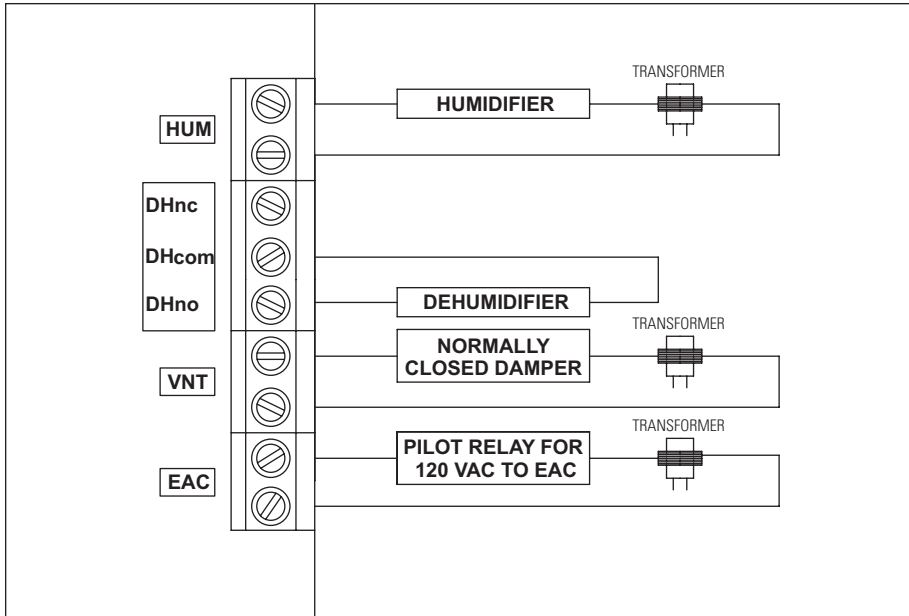 TRANSFORMER
HUMIDIFIER
HUM
DHnc
DHcom
DHno
DEHUMIDIFIER
TRANSFORMER
NORMALLY
CLOSED DAMPER
VNT
TRANSFORMER
PILOT RELAY FOR
120 VAC TO EAC
EAC